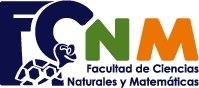 FCNM
Facultad de Ciencias
Naturales y Matemáticas